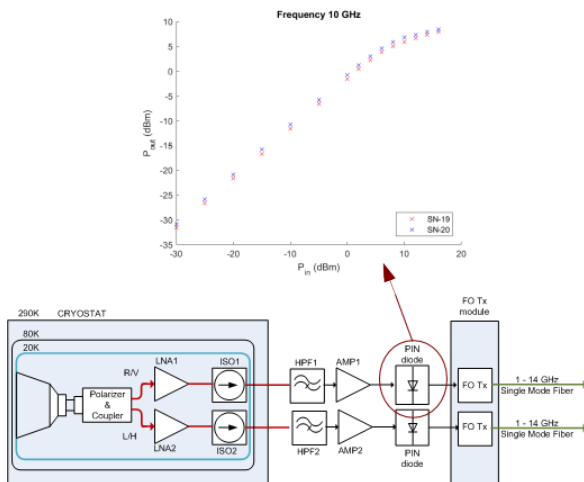 Frequency 10 GHz
10
5
0
-5
-10
-15
-20
-25
-30
-35
P out (dBm)
-30
-20
-10
0
10
20
P in (dBm)
SN-19
SN-20
290K CRYOSTAT
80K
20K
R/V
L/H
Polarizer
&
Coupler
LNA1
LNA2
ISO1
ISO2
HPF1
HPF2
AMP1
AMP2
PIN
diode
PIN
diode
FO Tx
module
FO Tx
FO Tx
1 - 14 GHz
Single Mode Fiber
1 - 14 GHz
Single Mode Fiber